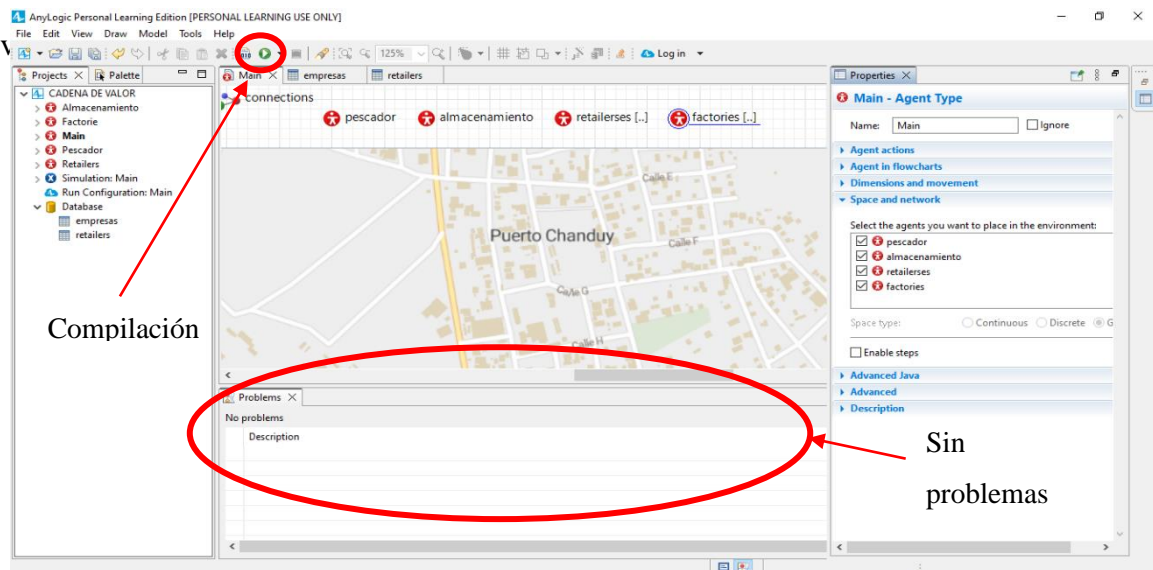 AnyLogic Personal Learning Edition [PERSONAL LEARNING USE ONLY]
File Edit View Draw Model Tools Help
125%
Log in
Projects
Palette
CADENA DE VALOR
Almacenamiento
Factorie
Main
Pescador
Retailers
Simulation: Main
Run Configuration: Main
Database
empresas
retailers
Compilación
Main
empresas
retailers
connections
pescador
almacenamiento
retailerses [..]
factories [..]
Calle E
Puerto Chanduy
Calle F
Calle G
Calle H
Problems
No problems
Description
Properties
Main - Agent Type
Name: Main
Ignore
Agent actions
Agent in flowcharts
Dimensions and movement
Space and network
Select the agents you want to place in the environment:
pescador
almacenamiento
retailerses
factories
Space type: Continuous Discrete G
Enable steps
Advanced Java
Advanced
Description
Sin
problemas